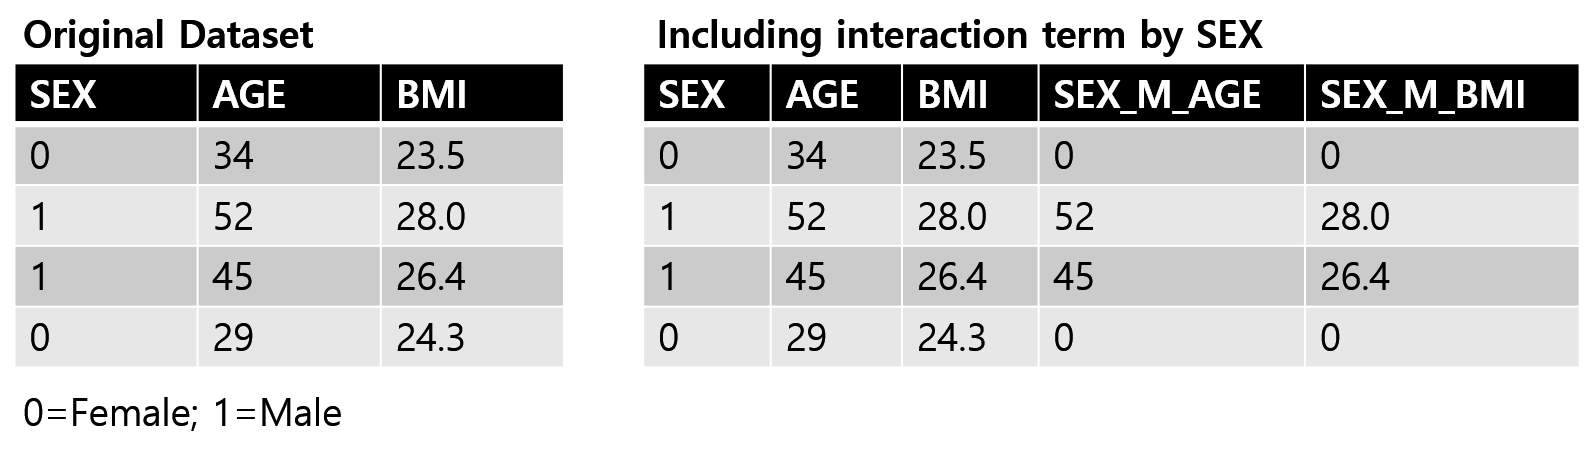 Original Dataset
SEX AGE BMI
0 34 23.5
1 52 28.0
1 45 26.4
0 29 24.3
0=Female; 1=Male
Including interaction term by SEX
SEX AGE BMI SEX_M_AGE SEX_M_BMI
0 34 23.5 0 0
1 52 28.0 52 28.0
1 45 26.4 45 26.4
0 29 24.3 0 0